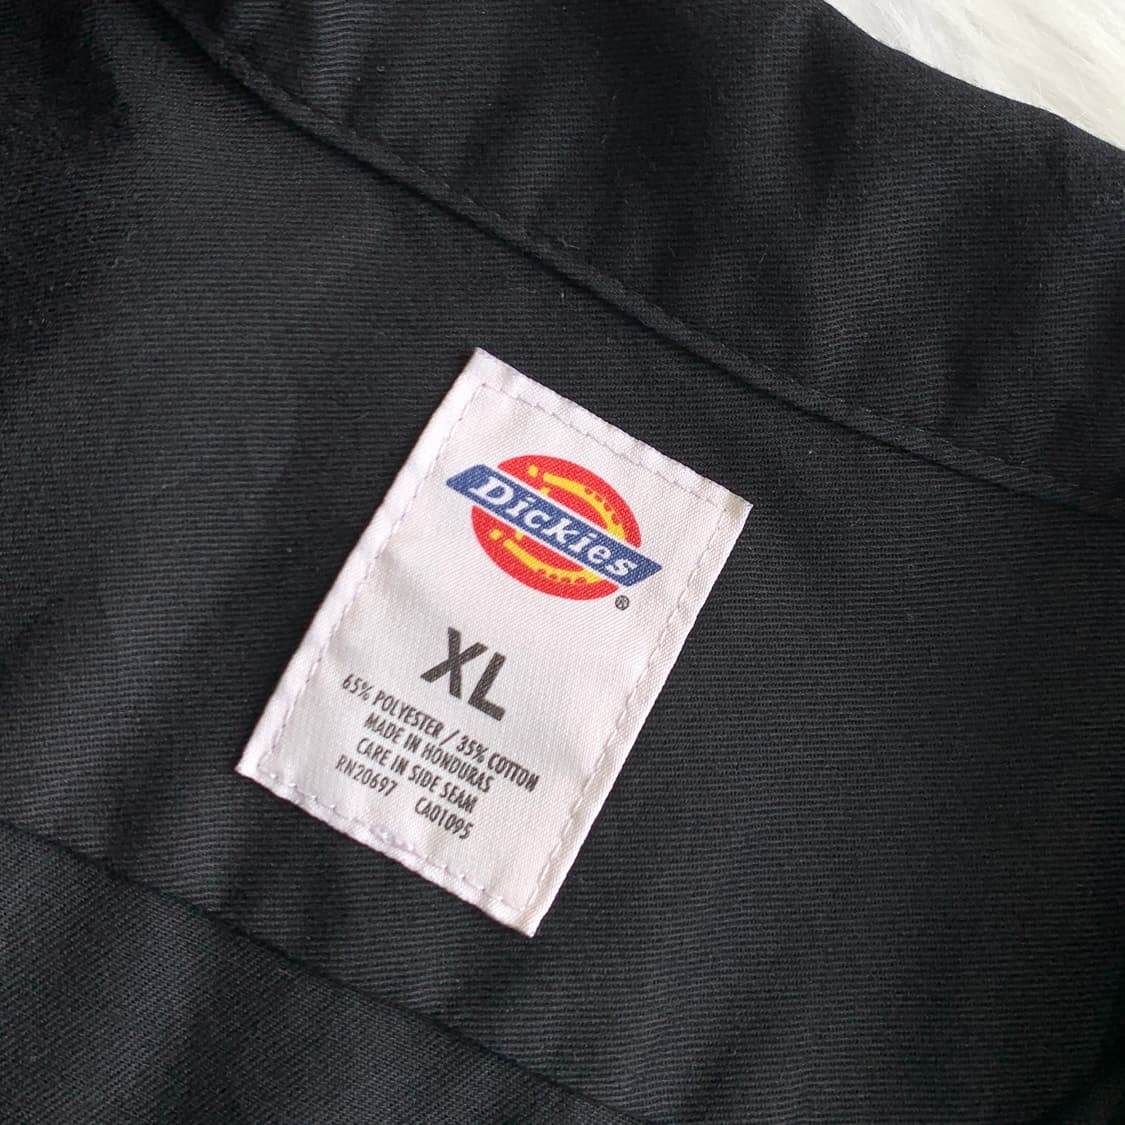 Dickies®
XL
65% POLYESTER / 35% COTTON
MADE IN HONDURAS
CARE IN SIDE SEAM
RN20697 CA01095